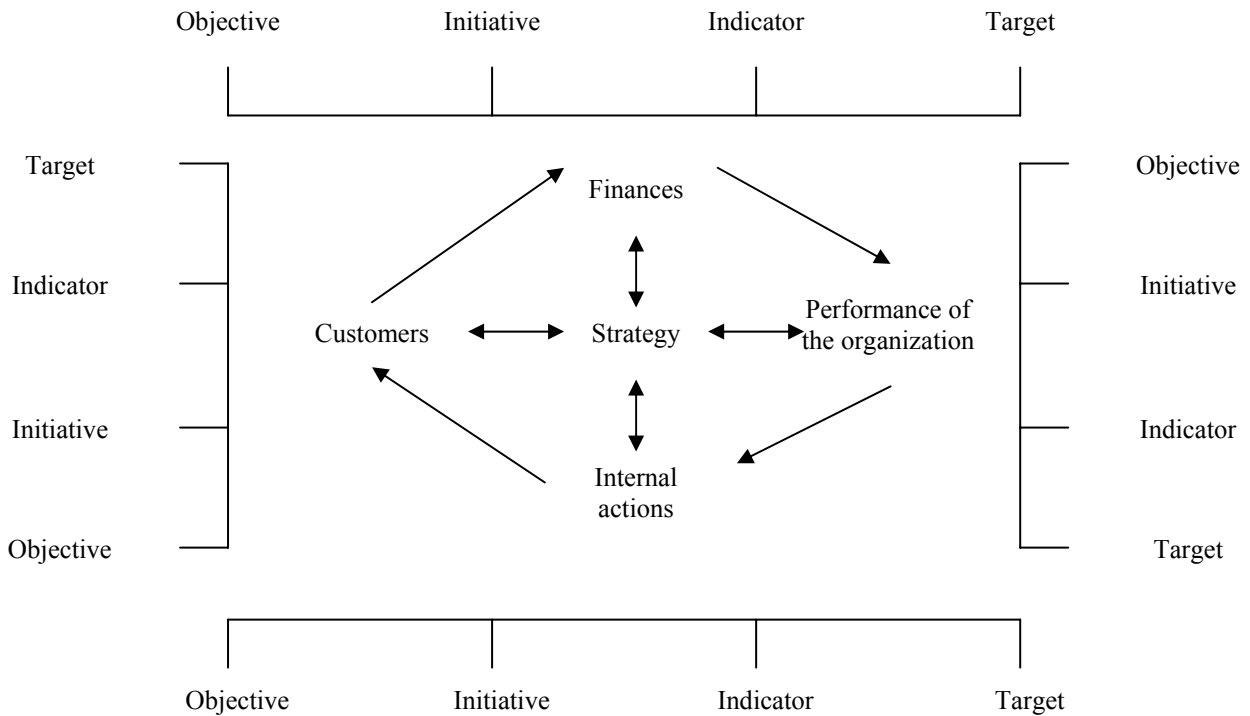 Objective Initiative Indicator Target
Target
Objective
Finances
Indicator
Initiative
Customers
Strategy
Performance of
the organization
Initiative
Indicator
Internal
actions
Objective
Target
Objective Initiative Indicator Target